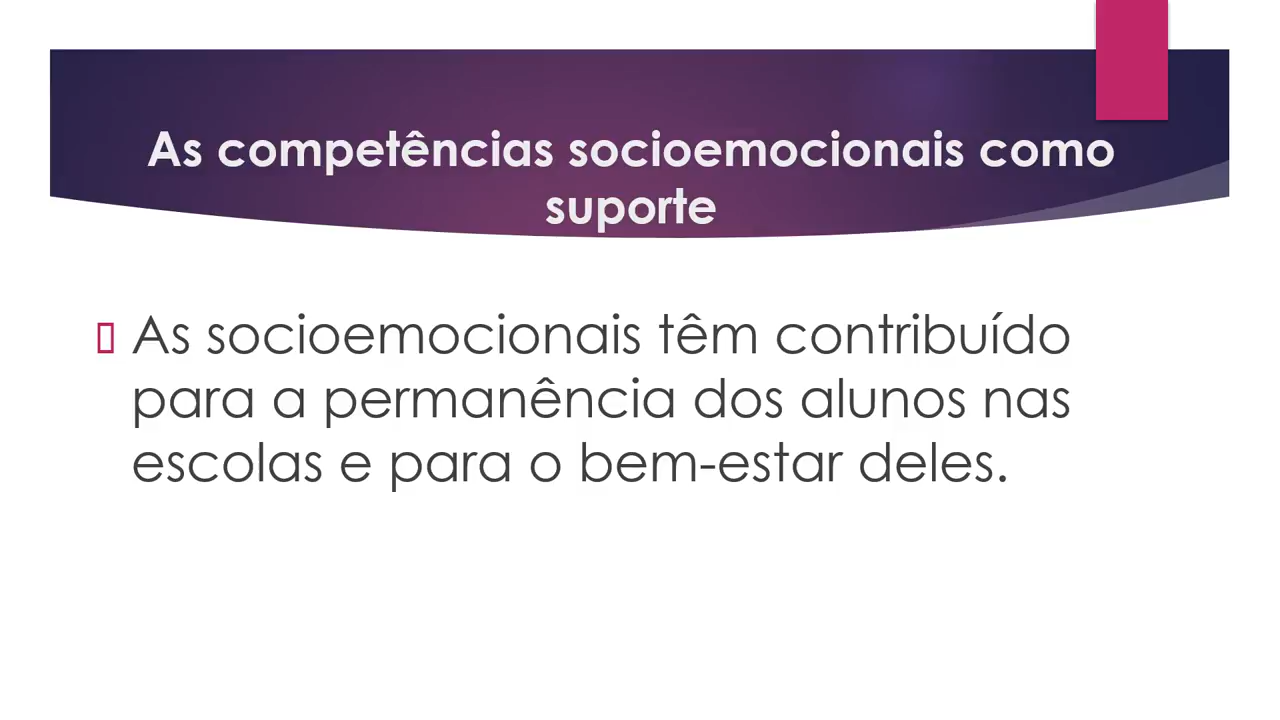 As competências socioemocionais como
suporte
As socioemocionais têm contribuído
para a permanência dos alunos nas
escolas e para o bem-estar deles.